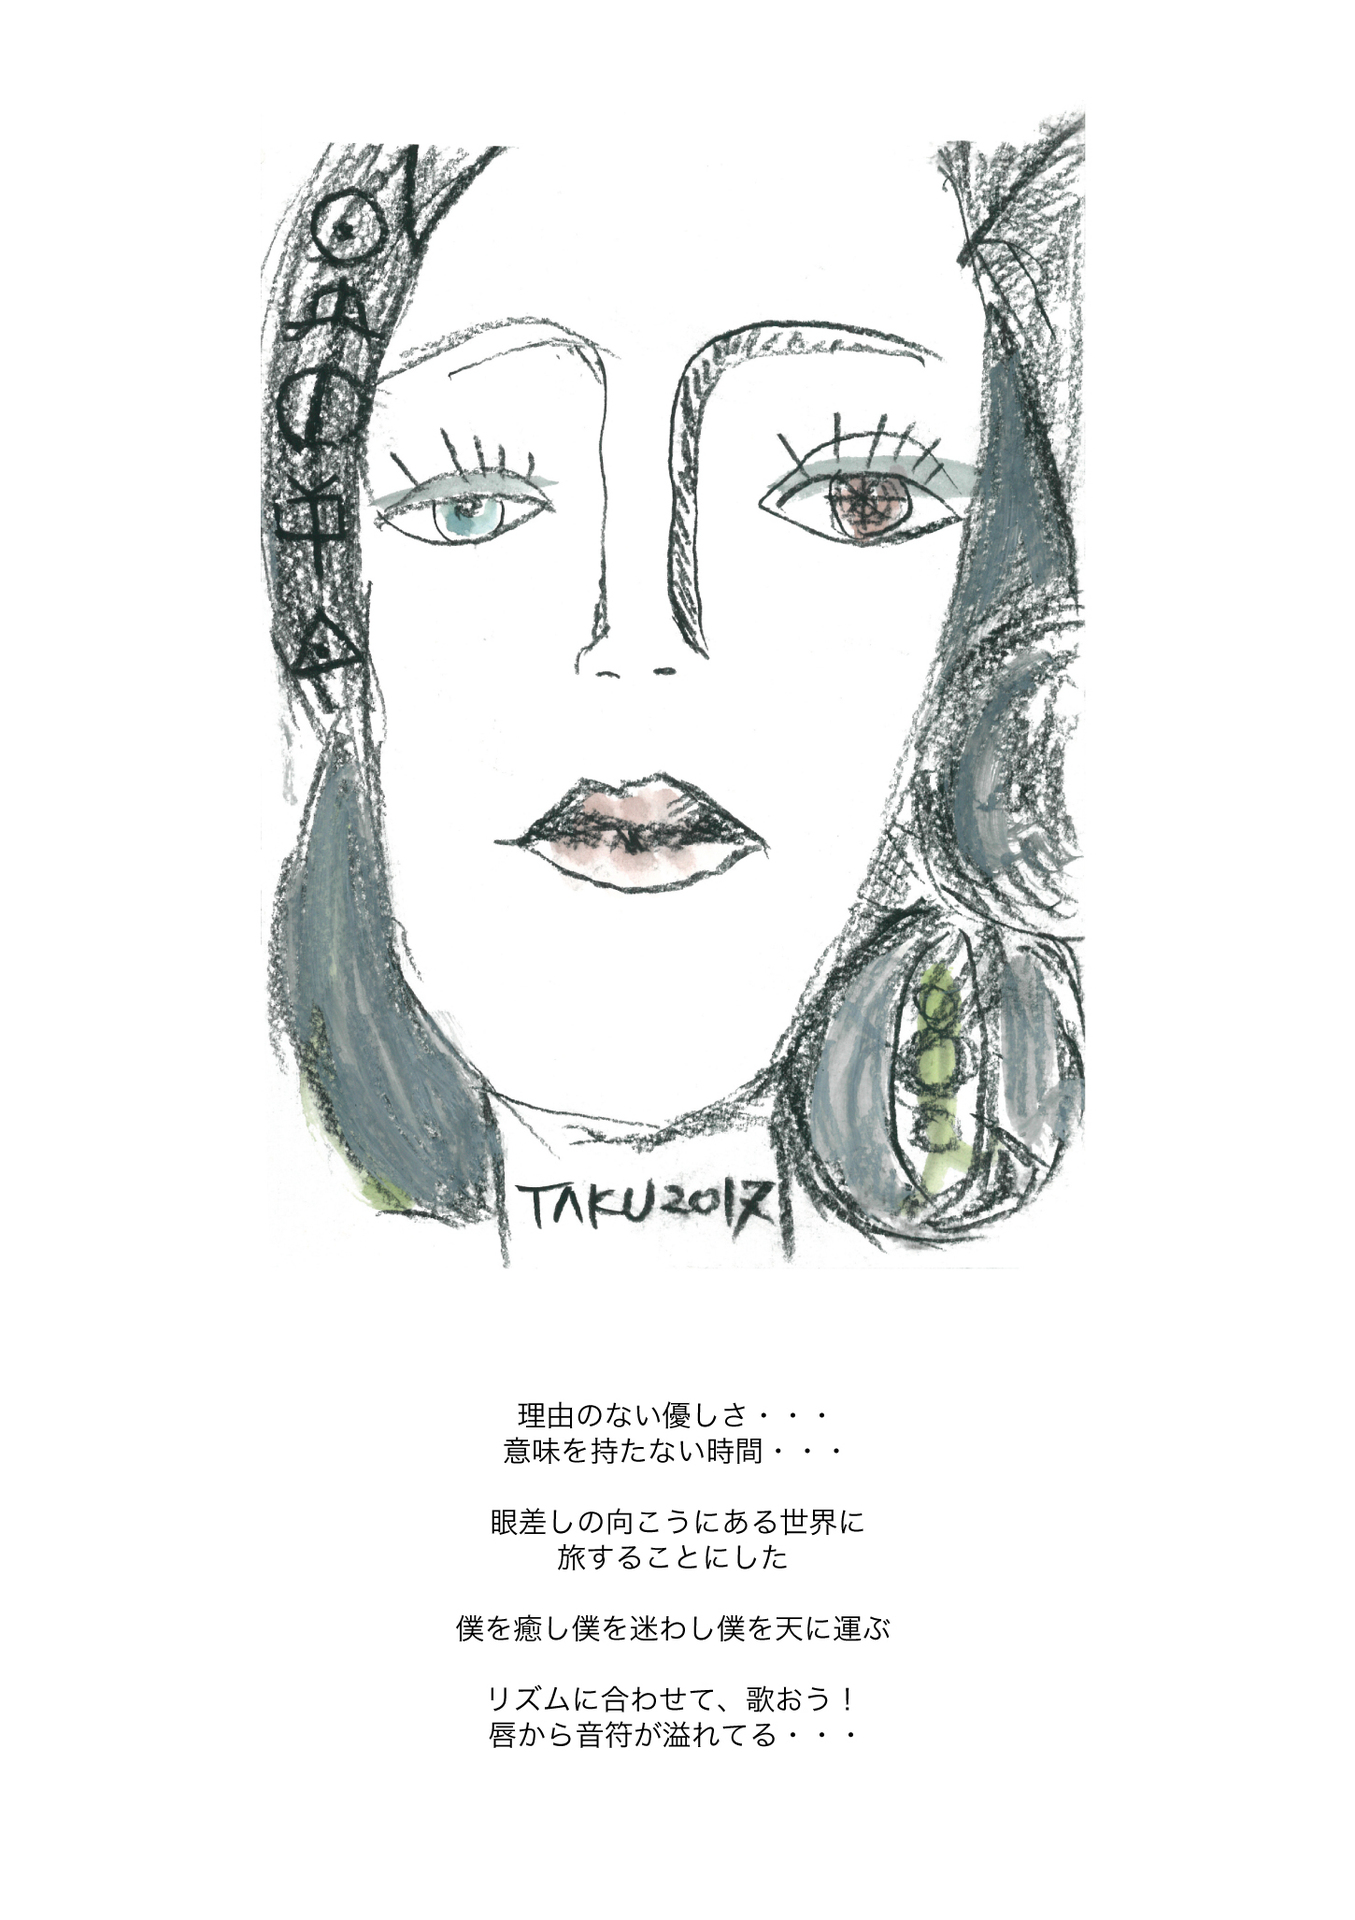 TAKU 2017
理由のない優しさ・・・
意味を持たない時間・・・
眼差しの向こうにある世界に
旅することにした
僕を癒し僕を迷わし僕を天に運ぶ
リズムに合わせて、歌おう！
唇から音符が溢れてる・・・